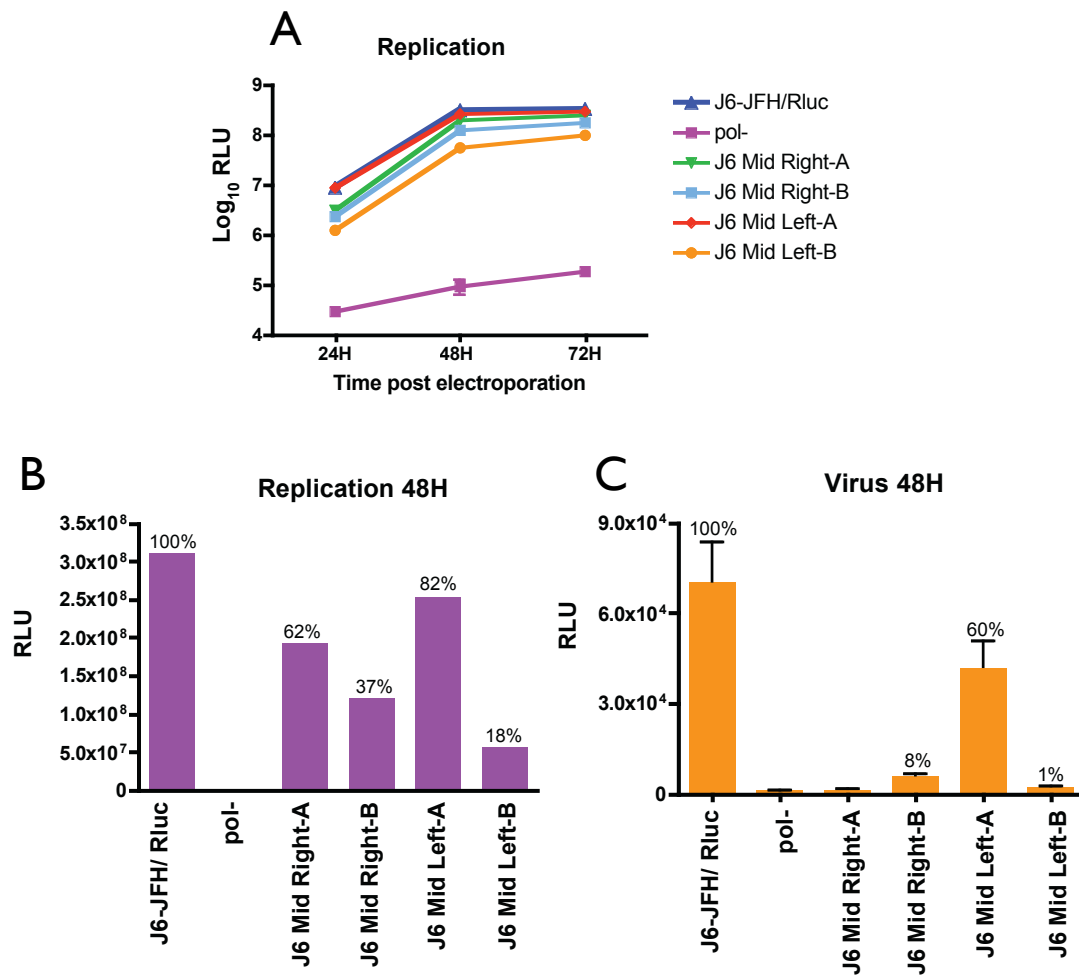 A
Replication
9
8
7
6
5
4
Log10 RLU
24H
48H
72H
Time post electroporation
J6-JFH/Rluc
pol-
J6 Mid Right-A
J6 Mid Right-B
J6 Mid Left-A
J6 Mid Left-B
B
Replication 48H
3.5x10^8
3.0x10^8
2.5x10^8
2.0x10^8
1.5x10^8
1.0x10^8
5.0x10^7
0
RLU
100%
62%
37%
82%
18%
J6-JFH/ Rluc
pol-
J6 Mid Right-A
J6 Mid Right-B
J6 Mid Left-A
J6 Mid Left-B
C
Virus 48H
9.0x10^4
6.0x10^4
3.0x10^4
0
RLU
100%
8%
60%
1%
J6-JFH/ Rluc
pol-
J6 Mid Right-A
J6 Mid Right-B
J6 Mid Left-A
J6 Mid Left-B